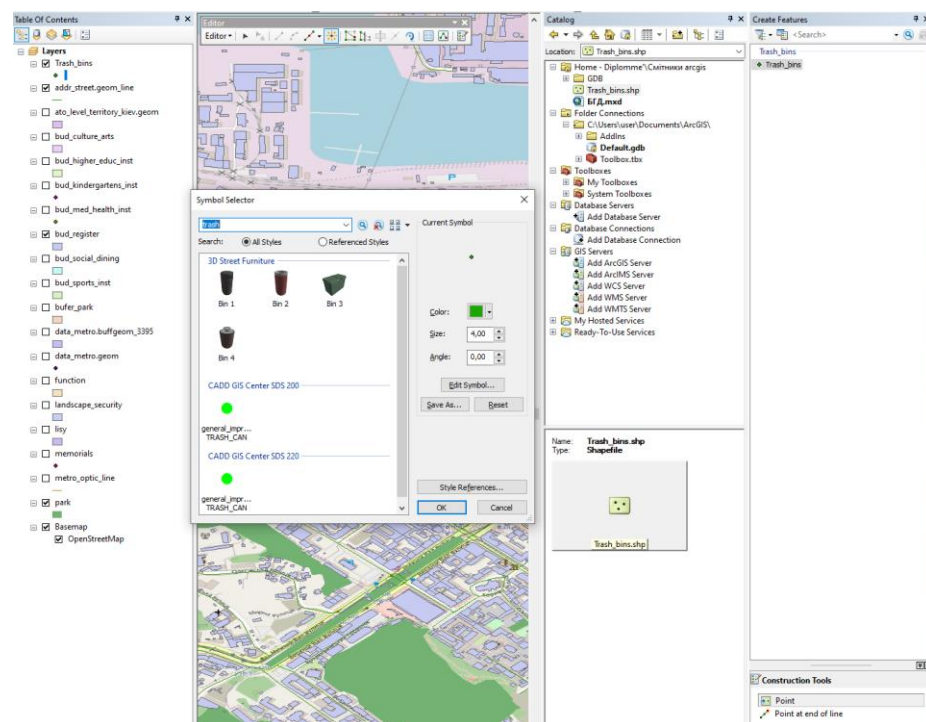 Table Of Contents
Layers
Trash_bins
addr_street.geom_line
ato_level_territory_kiev.geom
bud_culture_arts
bud_higher_educ_inst
bud_kindergartens_inst
bud_med_health_inst
bud_register
bud_social_dining
bud_sports_inst
bufer_park
data_metro.buffgeom_3395
data_metro.geom
function
landscape_security
lisy
memorials
metro_optic_line
park
Basemap
OpenStreetMap
Editor
Editor
P
Symbol Selector
trash
Search:
All Styles
Referenced Styles
3D Street Furniture
Bin 1
Bin 2
Bin 3
Bin 4
CADD GIS Center SDS 200
general_impr...
TRASH_CAN
CADD GIS Center SDS 220
general_impr...
TRASH_CAN
Current Symbol
Color:
Size:
4,00
Angle:
0,00
Edit Symbol...
Save As...
Reset
Style References...
OK
Cancel
Catalog
Location:
Trash_bins.shp
Home - Diplomme\Смітники arcgis
GDB
Trash_bins.shp
БГД.mxd
Folder Connections
C:\Users\user\Documents\ArcGIS\
AddIns
Default.gdb
Toolbox.tbx
Toolboxes
My Toolboxes
System Toolboxes
Database Servers
Add Database Server
Database Connections
Add Database Connection
GIS Servers
Add ArcGIS Server
Add ArcIMS Server
Add WCS Server
Add WMS Server
Add WMTS Server
My Hosted Services
Ready-To-Use Services
Name:
Trash_bins.shp
Type:
Shapefile
Trash_bins.shp
Create Features
<Search>
Trash_bins
Trash_bins
Construction Tools
Point
Point at end of line